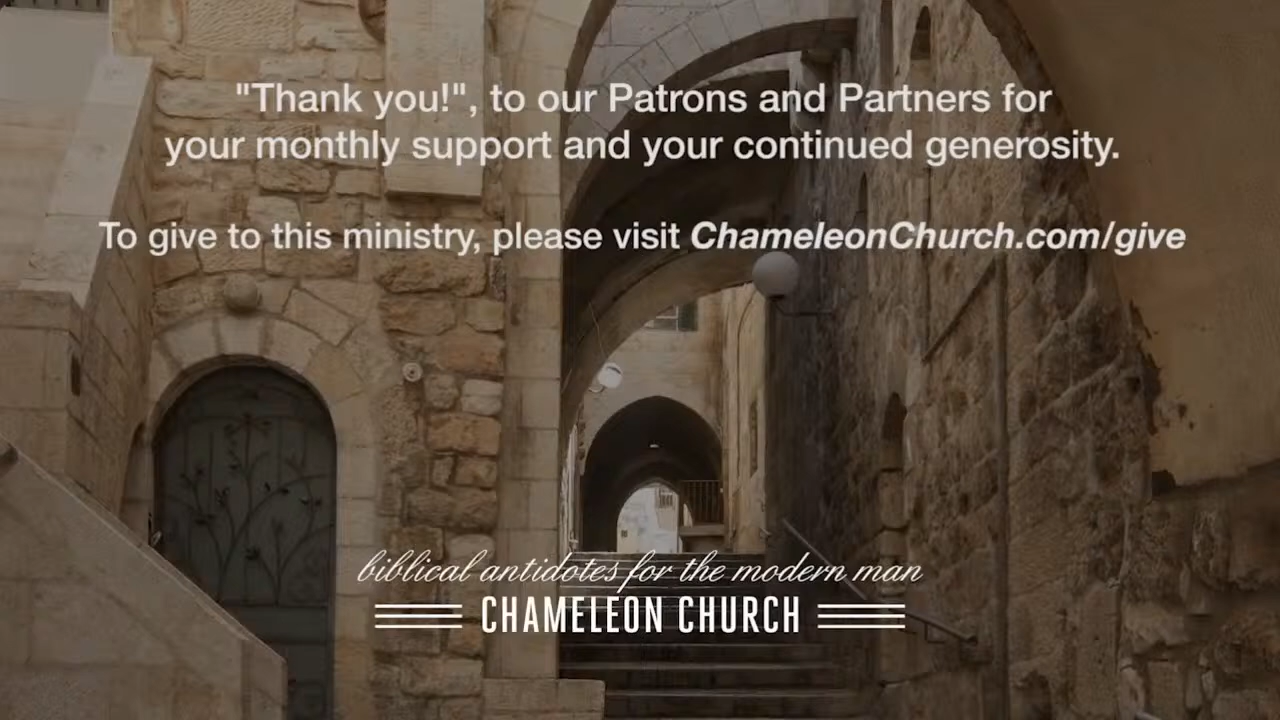 "Thank you!", to our Patrons and Partners for
your monthly support and your continued generosity.
To give to this ministry, please visit ChameleonChurch.com/give
biblical antidotes for the modern man
CHAMELEON CHURCH